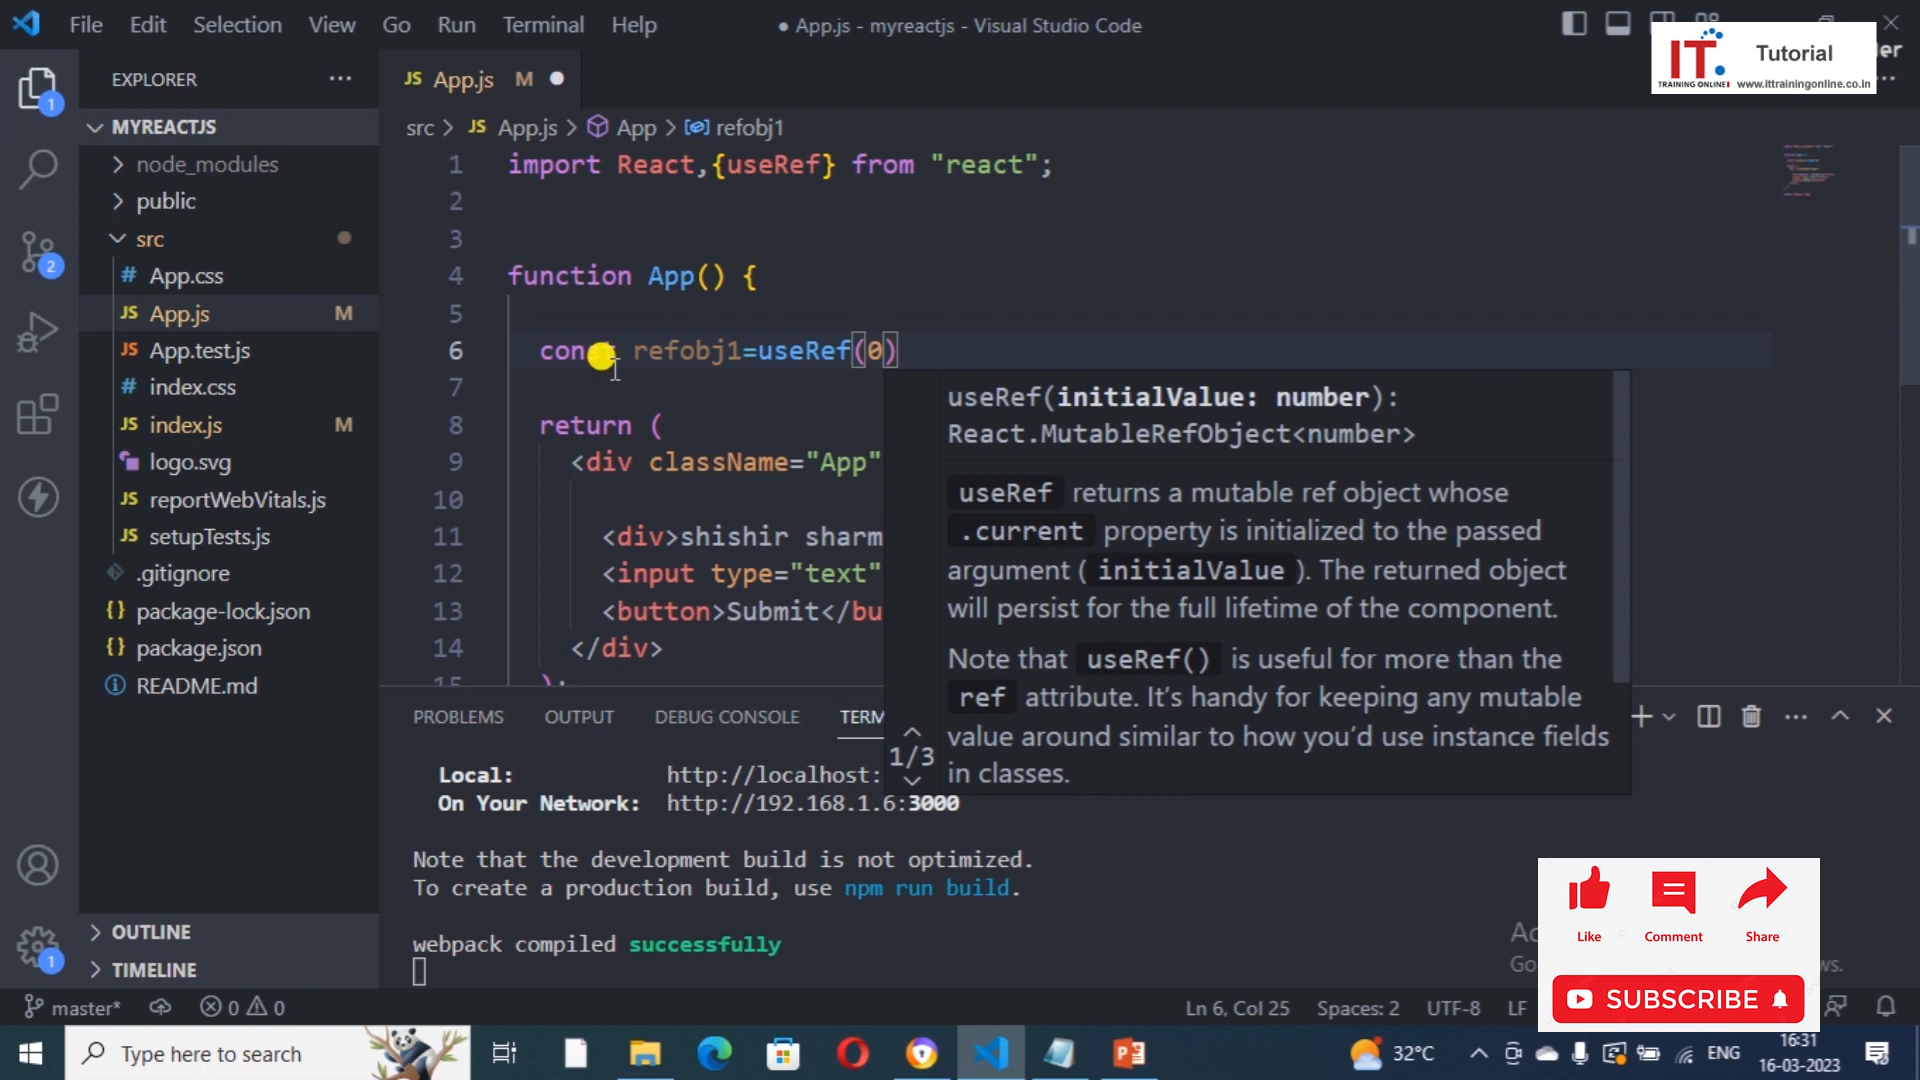 File Edit Selection View Go Run Terminal Help
● App.js - myreactjs - Visual Studio Code
IT.
TRAINING ONLINE
Tutorial
www.ittrainingonline.co.in
EXPLORER
JS App.js M
MYREACTJS
src > JS App.js > App > refobj1
node_modules
public
src
# App.css
JS App.js M
JS App.test.js
# index.css
JS index.js M
logo.svg
JS reportWebVitals.js
JS setupTests.js
.gitignore
{} package-lock.json
{} package.json
README.md
OUTLINE
TIMELINE
1
2
1
1 import React,{useRef} from "react";
2
3
4 function App() {
5
6 const refobj1=useRef(0)
7
8 return (
9 <div className="App"
10
11 <div>shishir sharm
12 <input type="text"
13 <button>Submit</bu
14 </div>
15 );
useRef(initialValue: number):
React.MutableRefObject<number>
useRef returns a mutable ref object whose
.current property is initialized to the passed
argument ( initialValue ). The returned object
will persist for the full lifetime of the component.
Note that useRef() is useful for more than the
ref attribute. It's handy for keeping any mutable
value around similar to how you'd use instance fields
in classes.
1/3
PROBLEMS OUTPUT DEBUG CONSOLE TERM
Local: http://localhost:
On Your Network: http://192.168.1.6:3000
Note that the development build is not optimized.
To create a production build, use npm run build.
webpack compiled successfully
Like
Comment
Share
SUBSCRIBE
master* 0 0
Ln 6, Col 25 Spaces: 2 UTF-8 LF
Type here to search
32°C
ENG
16:31
16-03-2023